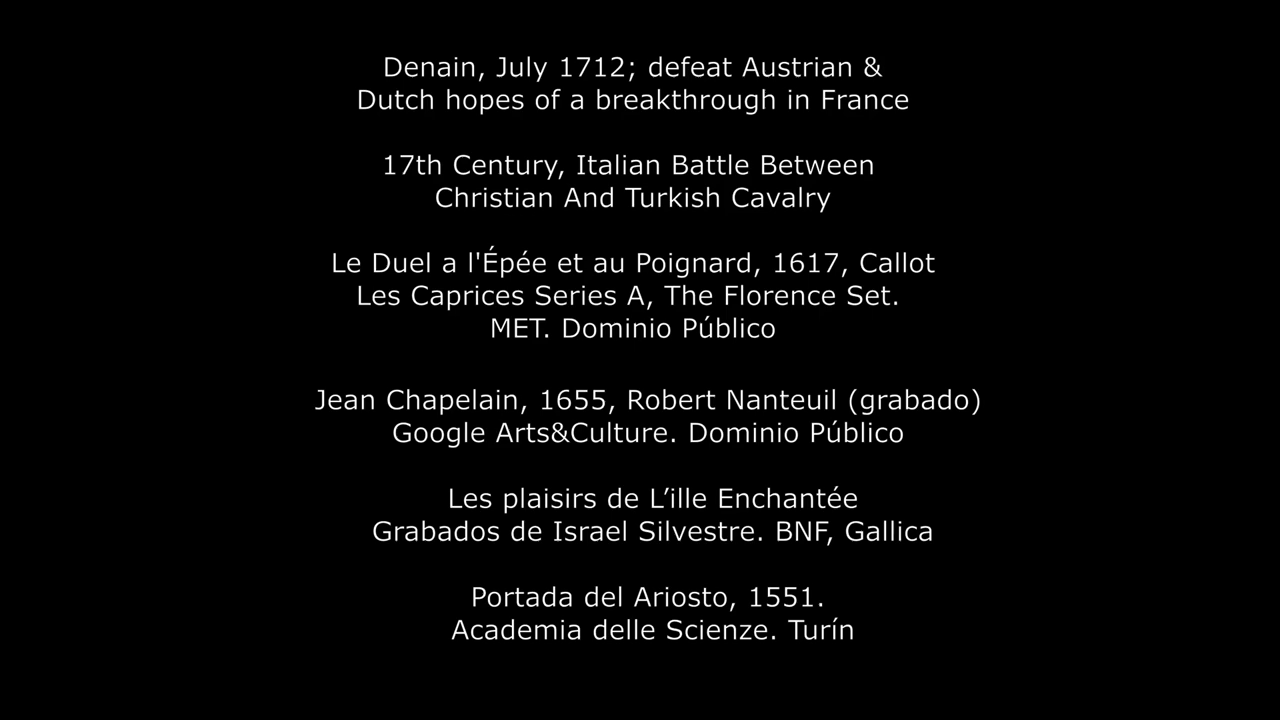 Denain, July 1712; defeat Austrian &
Dutch hopes of a breakthrough in France
17th Century, Italian Battle Between
Christian And Turkish Cavalry
Le Duel a l'Épée et au Poignard, 1617, Callot
Les Caprices Series A, The Florence Set.
MET. Dominio Público
Jean Chapelain, 1655, Robert Nanteuil (grabado)
Google Arts&Culture. Dominio Público
Les plaisirs de L’ille Enchantée
Grabados de Israel Silvestre. BNF, Gallica
Portada del Ariosto, 1551.
Academia delle Scienze. Turín